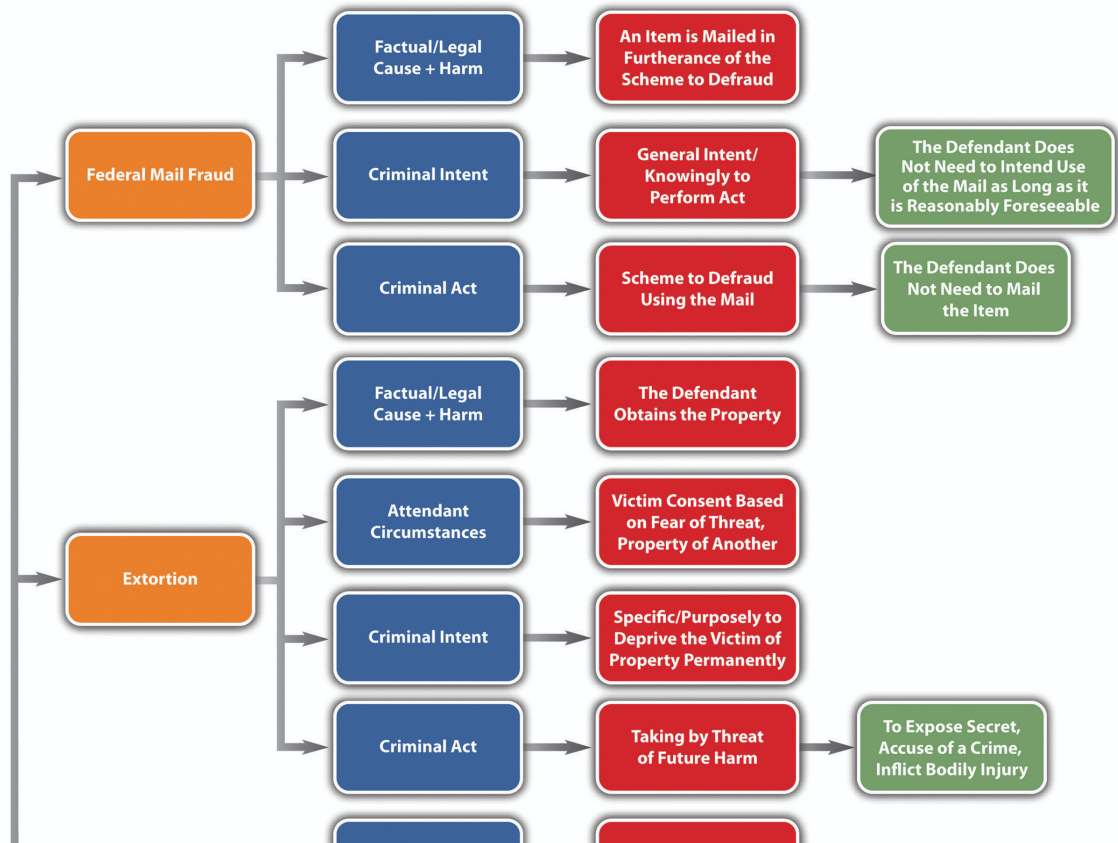 Factual/Legal
Cause + Harm
An Item is Mailed in
Furtherance of the
Scheme to Defraud
Federal Mail Fraud
Criminal Intent
General Intent/
Knowingly to
Perform Act
The Defendant Does
Not Need to Intend Use
of the Mail as Long as it
is Reasonably Foreseeable
Criminal Act
Scheme to Defraud
Using the Mail
The Defendant Does
Not Need to Mail
the Item
Factual/Legal
Cause + Harm
The Defendant
Obtains the Property
Attendant
Circumstances
Victim Consent Based
on Fear of Threat,
Property of Another
Extortion
Criminal Intent
Specific/Purposely to
Deprive the Victim of
Property Permanently
Criminal Act
Taking by Threat
of Future Harm
To Expose Secret,
Accuse of a Crime,
Inflict Bodily Injury